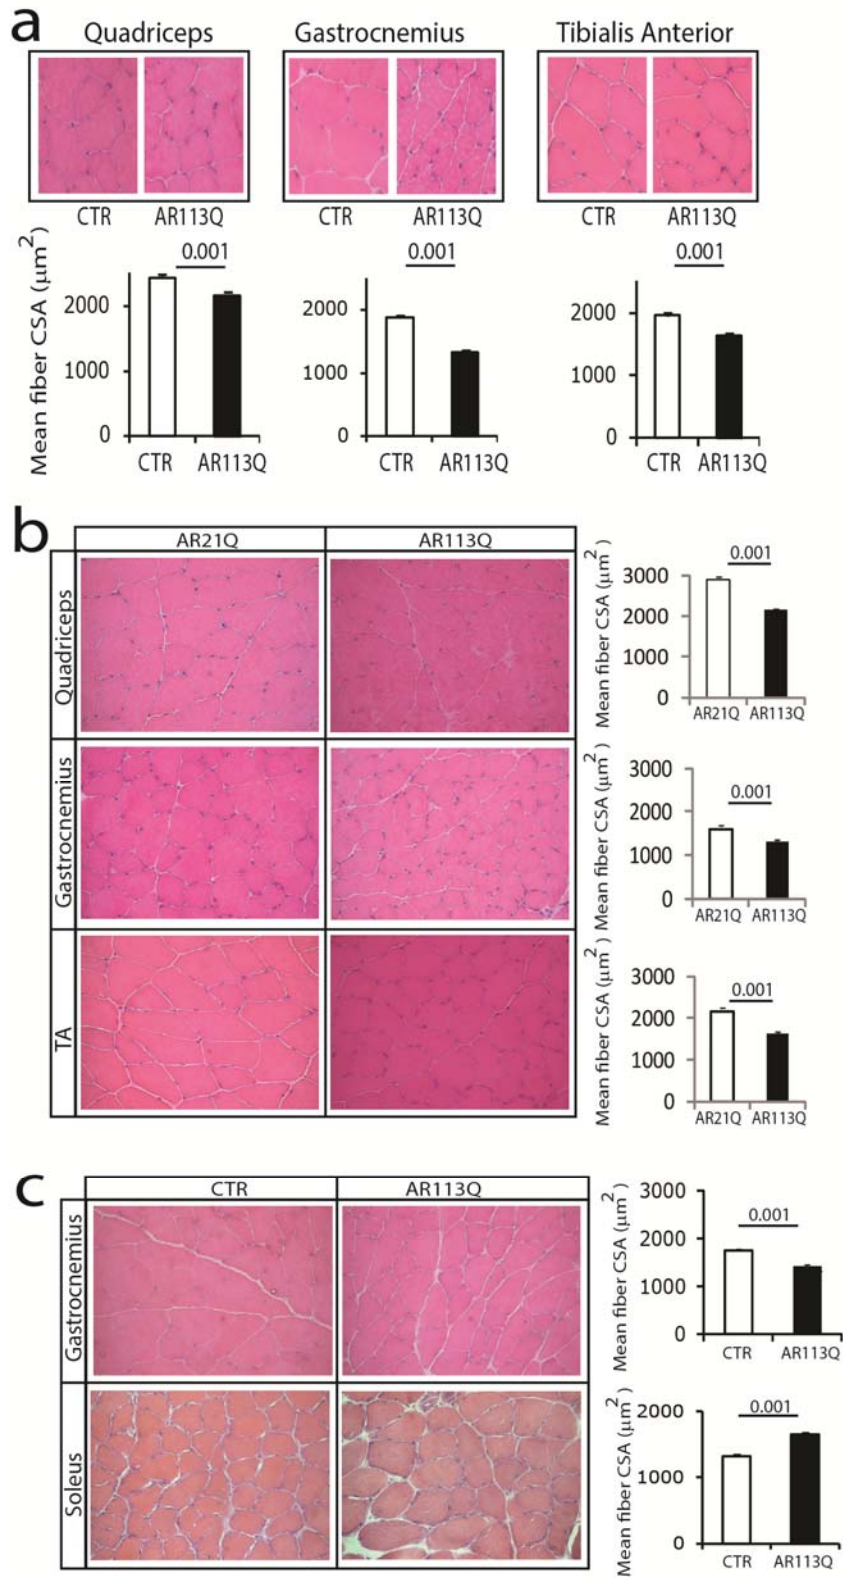 a
Quadriceps Gastrocnemius Tibialis Anterior
CTR AR113Q CTR AR113Q CTR AR113Q
Mean fiber CSA (μm²)
0.001 0.001 0.001
2000 2000 2000
1000 1000 1000
0 0 0
CTR AR113Q CTR AR113Q CTR AR113Q
b
AR21Q AR113Q
Quadriceps
Mean fiber CSA (μm²)
0.001
3000
2000
1000
0
AR21Q AR113Q
Gastrocnemius
Mean fiber CSA (μm²)
3000
0.001
2000
1000
0
AR21Q AR113Q
TA
Mean fiber CSA (μm²)
3000
0.001
2000
1000
0
AR21Q AR113Q
c
CTR AR113Q
Gastrocnemius
Mean fiber CSA (μm²)
3000
0.001
2000
1000
0
CTR AR113Q
Soleus
Mean fiber CSA (μm²)
0.001
2000
1000
0
CTR AR113Q